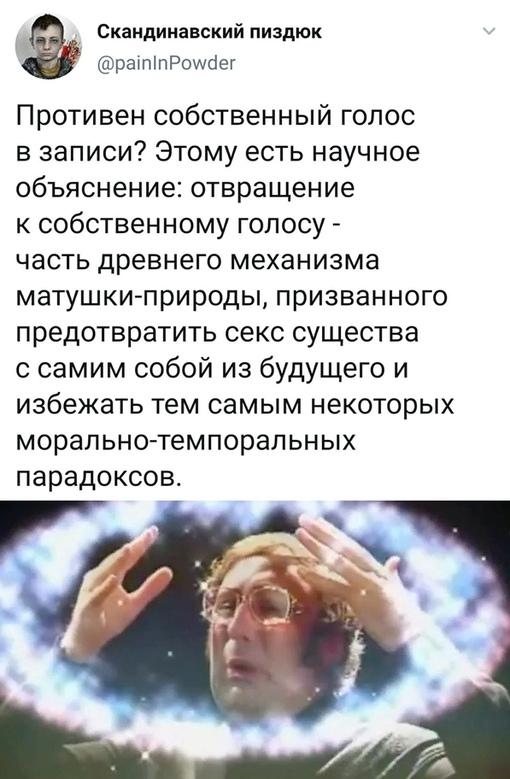 Скандинавский пиздюк
@painInPowder
Противен собственный голос
в записи? Этому есть научное
объяснение: отвращение
к собственному голосу -
часть древнего механизма
матушки-природы, призванного
предотвратить секс существа
с самим собой из будущего и
избежать тем самым некоторых
морально-темпоральных
парадоксов.